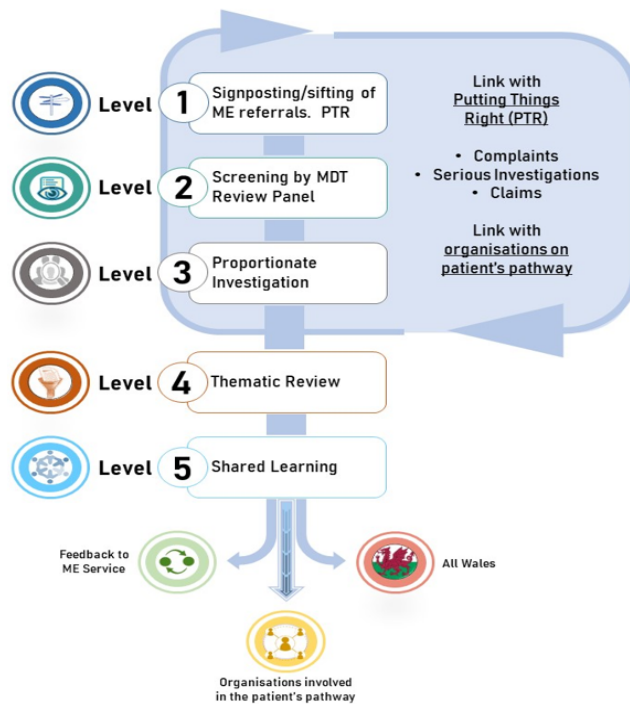 Level 1
Signposting/sifting of
ME referrals. PTR
Level 2
Screening by MDT
Review Panel
Level 3
Proportionate
Investigation
Link with
Putting Things
Right (PTR)
• Complaints
• Serious Investigations
• Claims
Link with
organisations on
patient's pathway
Level 4
Thematic Review
Level 5
Shared Learning
Feedback to
ME Service
All Wales
Organisations involved
in the patient's pathway